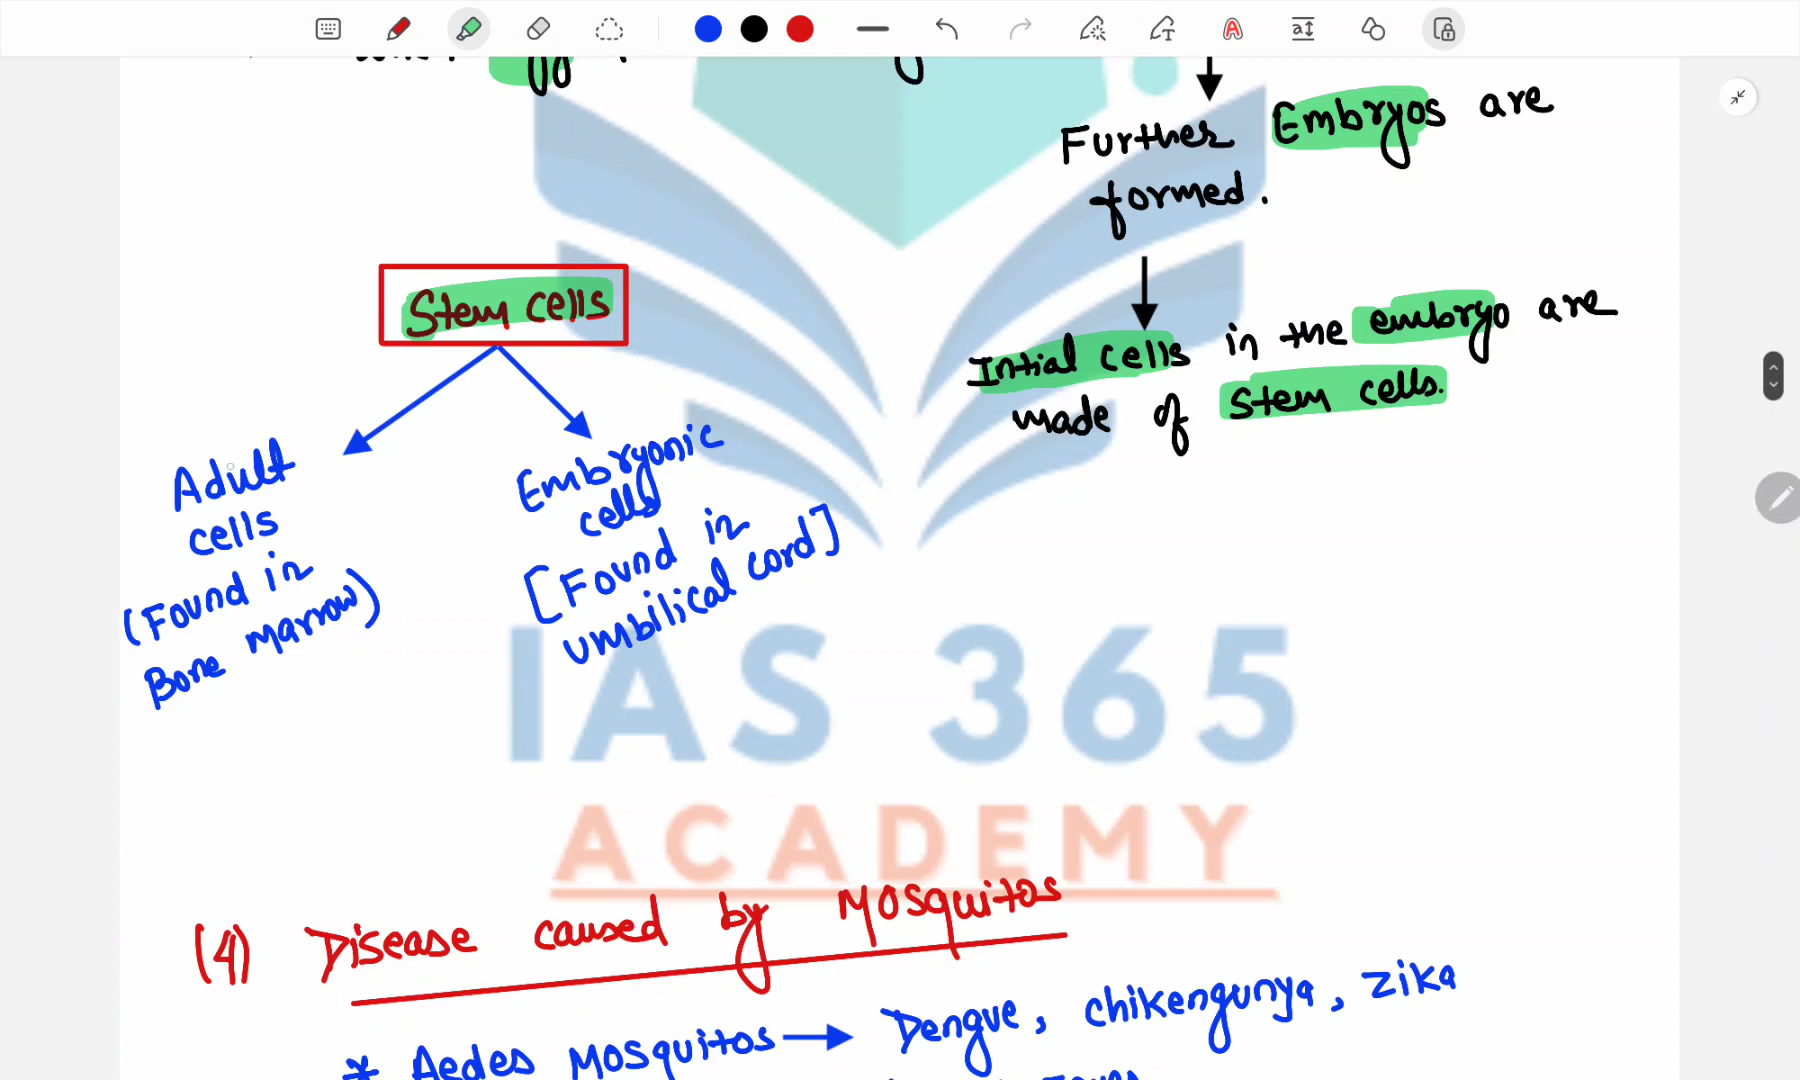 Further Embryos are
formed.
Stem cells
Intial cells in the embryo are
made of stem cells.
Adult
cells
(Found in
Bone marrow)
Embryonic
cells
[Found in
umbilical cord]
IAS 365
ACADEMY
(4) Disease caused by Mosquitos
* Aedes Mosquitos → Dengue, chikengunya, zika